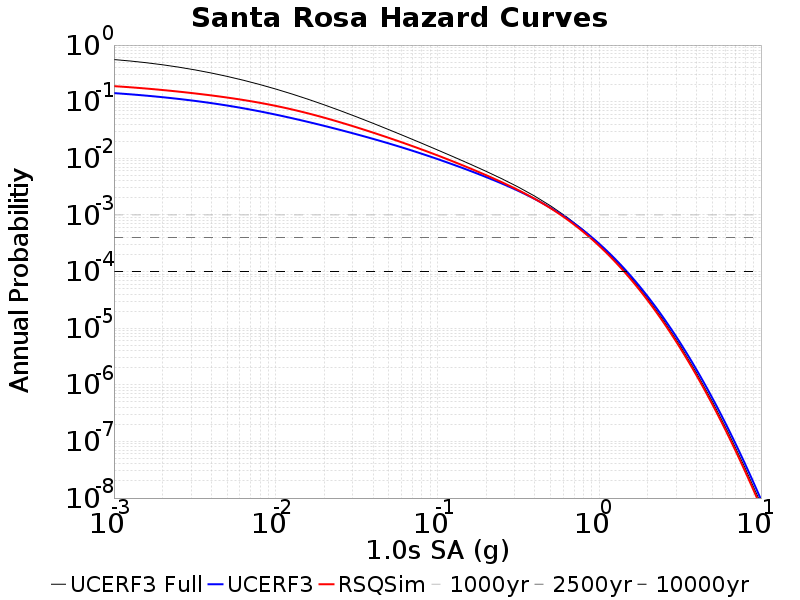 Santa Rosa Hazard Curves
Annual Probabilitiy
10^0
10^-1
10^-2
10^-3
10^-4
10^-5
10^-6
10^-7
10^-8
10^-3 10^-2 10^-1 10^0 10^1
1.0s SA (g)
UCERF3 Full UCERF3 RSQSim 1000yr 2500yr 10000yr